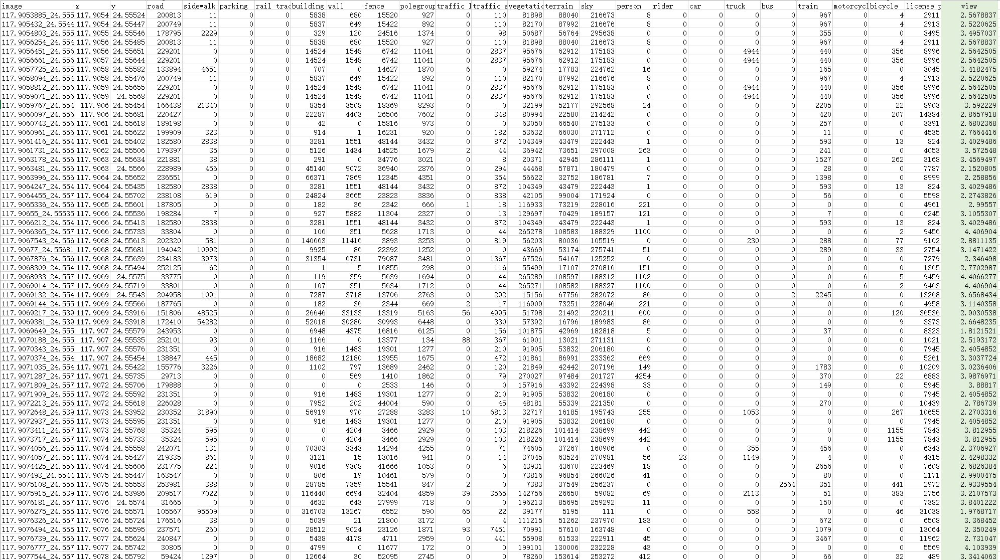 image x y road sidewalk parking rail trac building wall fence polegroup traffic l traffic s vegetatic terrain sky person rider car truck bus train motorcycl bicycle license p view
117.9053885_24.555 117.9054 24.55524 200813 11 0 0 5838 680 15520 927 0 110 81898 88040 216673 8 0 0 0 0 967 0 4 2911 2.5678837
117.905432_24.5544 117.9054 24.55447 200749 11 0 0 5837 649 15422 892 0 110 82170 87992 216676 8 0 0 0 0 967 0 4 2913 2.5220625
117.9054803_24.555 117.9055 24.55546 178795 2229 0 0 329 120 24516 1374 0 98 50687 56764 295638 0 0 0 0 0 355 0 0 3495 3.4957037
117.9056254_24.554 117.9056 24.55485 200813 11 0 0 5838 680 15520 927 0 110 81898 88040 216673 8 0 0 0 0 967 0 4 2911 2.5678837
117.9056451_24.556 117.9056 24.55651 229201 0 0 0 14524 1548 6742 11041 0 2837 95676 62912 175183 0 0 0 4944 0 440 0 356 8996 2.5642505
117.9056661_24.556 117.9057 24.55644 229201 0 0 0 14524 1548 6742 11041 0 2837 95676 62912 175183 0 0 0 4944 0 440 0 356 8996 2.5642505
117.9057725_24.555 117.9058 24.55582 133894 4651 0 0 707 0 14627 1870 6 0 59274 17783 224762 16 0 0 0 0 165 0 0 3045 3.4182475
117.9058094_24.554 117.9058 24.55476 200749 11 0 0 5837 649 15422 892 0 110 82170 87992 216676 8 0 0 0 0 967 0 4 2913 2.5220625
117.9058812_24.556 117.9059 24.55655 229201 0 0 0 14524 1548 6742 11041 0 2837 95676 62912 175183 0 0 0 4944 0 440 0 356 8996 2.5642505
117.9059071_24.556 117.9059 24.5568 229201 0 0 0 14524 1548 6742 11041 0 2837 95676 62912 175183 0 0 0 4944 0 440 0 356 8996 2.5642505
117.9059767_24.554 117.906 24.55454 166438 21340 0 0 8354 3508 18369 8293 0 0 32199 52177 292568 24 0 0 0 0 2205 0 22 8903 3.592229
117.9060097_24.556 117.906 24.55681 220427 0 0 0 22287 4403 26506 7602 0 348 80994 22580 214242 0 0 0 0 0 420 0 207 14384 2.8657918
117.9060743_24.556 117.9061 24.55618 189198 0 0 0 42 0 15816 973 0 0 63050 66540 275133 0 0 0 0 0 257 0 0 3391 2.6802368
117.9060961_24.556 117.9061 24.55622 199909 323 0 0 914 1 16231 920 0 182 53632 66030 271712 0 0 0 0 0 11 0 0 4535 2.7664416
117.9061416_24.554 117.9061 24.55402 182580 2838 0 0 3281 1551 48144 3432 0 872 104349 43479 222443 1 0 0 0 0 593 0 13 824 3.4029486
117.9061731_24.555 117.9062 24.55506 179397 35 0 0 5126 1434 14525 1679 2 44 36942 73651 297008 263 0 0 0 0 241 0 0 4053 3.572548
117.9063178_24.556 117.9063 24.55634 221881 38 0 0 291 0 34776 3021 0 8 20371 42945 286111 1 0 0 0 0 1527 0 262 3168 3.4569497
117.9063481_24.556 117.9063 24.5566 228989 456 0 0 45140 9072 36940 2876 0 294 44468 57871 180479 0 0 0 0 0 28 0 0 7787 2.1520805
117.9063996_24.556 117.9064 24.55652 236551 0 0 0 66371 7869 12345 4351 0 354 56622 32752 186781 7 0 0 0 0 1398 0 0 8999 2.258856
117.9064247_24.554 117.9064 24.55435 182580 2838 0 0 3281 1551 48144 3432 0 872 104349 43479 222443 1 0 0 0 0 593 0 13 824 3.4029486
117.9064455_24.557 117.9064 24.55702 238108 619 0 0 24824 3665 23823 3836 0 838 42105 99004 171924 0 0 0 0 0 56 0 0 5598 2.2743826
117.9065336_24.556 117.9065 24.55601 187805 0 0 0 182 36 2342 666 1 18 116933 73219 228016 221 0 0 0 0 0 0 0 4961 2.99557
117.90655_24.55535 117.9066 24.55536 198284 7 0 0 927 5882 11304 2327 0 13 129697 70429 189157 121 0 0 0 0 7 0 0 6245 3.1055307
117.9066212_24.554 117.9066 24.55413 182580 2838 0 0 3281 1551 48144 3432 0 872 104349 43479 222443 1 0 0 0 0 593 0 13 824 3.4029486
117.9066365_24.557 117.9066 24.55733 33804 0 0 0 106 351 5628 1713 0 44 265278 108583 188329 1100 0 0 0 0 0 6 2 9456 4.406904
117.9067543_24.556 117.9068 24.55613 202320 581 0 0 140663 11416 3893 3253 0 819 56203 80036 105519 0 0 0 230 0 288 0 77 9102 2.8811135
117.90677_24.55681 117.9068 24.55681 194042 10992 0 0 9925 86 22392 1252 0 0 43669 53174 275741 51 0 0 0 0 289 0 33 2754 3.1471422
117.9067876_24.556 117.9068 24.55639 234183 3973 0 0 31354 6731 79087 3481 0 1367 67526 54167 125252 0 0 0 0 0 0 0 0 7279 2.346498
117.9068309_24.554 117.9068 24.55494 252125 62 0 0 1 5 16855 298 0 116 55499 17107 270816 151 0 0 0 0 0 0 0 1365 2.7702987
117.9068933_24.557 117.9069 24.5575 33775 0 0 0 119 359 5639 1694 0 44 265289 108597 188312 1102 0 0 0 0 0 6 5 9459 4.4066277
117.9069014_24.557 117.9069 24.55719 33801 0 0 0 107 351 5634 1712 0 44 265271 108582 188327 1100 0 0 0 0 0 6 2 9463 4.406904
117.9069132_24.554 117.9069 24.5543 204958 1091 0 0 7287 3718 13706 2763 0 292 15156 67756 282072 86 0 0 0 2 2245 0 0 13268 3.6568434
117.9069144_24.555 117.9069 24.55566 187765 0 0 0 182 36 2344 669 2 17 116909 73251 228046 221 0 0 0 0 0 0 0 4958 3.1140358
117.9069217_24.539 117.9069 24.53916 151806 48525 0 0 26646 33133 13319 5163 56 4995 51798 21492 220211 600 0 0 0 0 0 0 120 36536 2.9030538
117.9069381_24.539 117.9069 24.53918 172410 54282 0 0 52018 30280 30993 6448 0 330 57392 16796 189983 86 0 0 0 0 0 0 9 3373 2.6648235
117.9069649_24.555 117.907 24.55579 243953 0 0 0 6948 4375 16816 6125 0 156 101875 42969 182818 5 0 0 0 0 37 0 0 8323 1.8121521
117.9070188_24.555 117.907 24.55535 252101 93 0 0 1166 0 13377 134 88 367 61901 13021 271131 0 0 0 0 0 0 0 0 1021 2.5193172
117.9070343_24.555 117.907 24.55576 231351 0 0 0 916 1483 19301 1277 0 210 91905 53832 206180 0 0 0 0 0 0 0 0 7945 2.4054852
117.9070374_24.554 117.907 24.55454 138847 445 0 0 18682 12180 13955 1675 0 472 101861 86991 233362 669 0 0 0 0 0 0 0 5261 3.3037724
117.9071035_24.554 117.9071 24.55422 155776 3226 0 0 1102 797 13689 2462 0 120 21849 42442 207196 149 0 0 0 0 1783 0 0 10209 3.0236406
117.9071287_24.557 117.9071 24.55735 29713 0 0 0 0 569 1410 1862 0 79 270027 97484 201727 4254 0 0 0 0 370 0 22 6883 3.9876971
117.9071809_24.557 117.9072 24.55706 179888 0 0 0 0 0 2533 146 0 0 157916 43392 224398 33 0 0 0 0 149 0 0 5945 3.88817
117.9071909_24.555 117.9072 24.55592 231351 0 0 0 916 1483 19301 1277 0 210 91905 53832 206180 0 0 0 0 0 0 0 0 7945 2.4054852
117.9072213_24.556 117.9072 24.55618 226028 0 0 0 7952 202 44004 590 0 45 48181 55339 221350 0 0 0 0 0 270 0 0 10439 2.786739
117.9072648_24.539 117.9073 24.53952 230352 31890 0 0 56919 970 27288 3283 10 6813 32717 16185 195743 255 0 0 1053 0 0 0 267 10655 2.2703316
117.9072937_24.555 117.9073 24.55595 231351 0 0 0 916 1483 19301 1277 0 210 91905 53832 206180 0 0 0 0 0 0 0 0 7945 2.4054852
117.9073411_24.557 117.9073 24.55768 35324 595 0 0 0 4204 3466 2929 0 103 218226 101414 238699 442 0 0 0 0 0 0 1155 7843 3.812955
117.9073717_24.557 117.9074 24.55733 35324 595 0 0 0 4204 3466 2929 0 103 218226 101414 238699 442 0 0 0 0 0 0 1155 7843 3.812955
117.9074056_24.555 117.9074 24.55558 242071 131 0 0 70303 3343 14294 4255 0 71 74605 37267 160906 0 0 0 355 0 456 0 0 6343 2.3706927
117.9074057_24.554 117.9074 24.55427 219335 861 0 0 3121 15 13016 941 0 14 37045 63524 270981 56 23 0 1149 0 4 0 0 4315 2.4298332
117.9074425_24.556 117.9074 24.55606 231775 224 0 0 9016 9308 41666 1053 0 6 43931 43670 223469 18 0 0 0 0 2656 0 0 7608 2.6826384
117.907493_24.5544 117.9075 24.55447 163547 0 0 0 806 19 10461 579 0 0 73816 96854 266026 41 0 0 0 0 80 0 0 2171 2.9900475
117.9075108_24.555 117.9075 24.55553 253981 388 0 0 28785 7359 15541 847 2 0 7383 37549 256237 0 0 0 0 2564 351 0 441 2972 2.9339554
117.9075915_24.539 117.9076 24.53986 209517 7022 0 0 116440 6694 32404 4859 39 3565 142756 26650 59082 69 0 0 2113 0 51 0 383 2756 3.2107573
117.9076181_24.557 117.9076 24.5574 31665 0 0 0 4632 643 27999 718 0 0 196213 85695 259292 11 0 0 0 0 150 0 0 7382 3.8401222
117.9076275_24.555 117.9076 24.55571 105567 95509 0 0 316703 13267 6552 590 65 22 39177 5195 111 0 0 0 558 0 0 0 46 31038 1.9768717
117.9076326_24.557 117.9076 24.55724 176516 38 0 0 5039 21 21800 3172 0 4 111215 51262 237970 183 0 0 0 0 672 0 0 6508 3.368452
117.9076494_24.555 117.9076 24.55595 237571 260 0 0 28512 9024 23126 1871 93 7451 70991 57610 163748 0 0 0 0 0 1079 0 0 13064 2.350249
117.9076739_24.556 117.9077 24.55624 240847 0 0 0 5438 4178 4711 2959 0 441 55908 61533 222911 45 0 0 0 0 3467 0 0 11962 2.731047
117.9076777_24.557 117.9077 24.55742 30805 0 0 0 4799 0 11677 172 0 0 199101 130006 232228 43 0 0 0 0 0 0 0 5569 4.103939
117.9077544_24.557 117.9078 24.55792 59424 1297 0 0 12664 30 52095 2745 0 0 78260 153614 253272 412 0 0 0 0 66 0 32 489 3.3414063